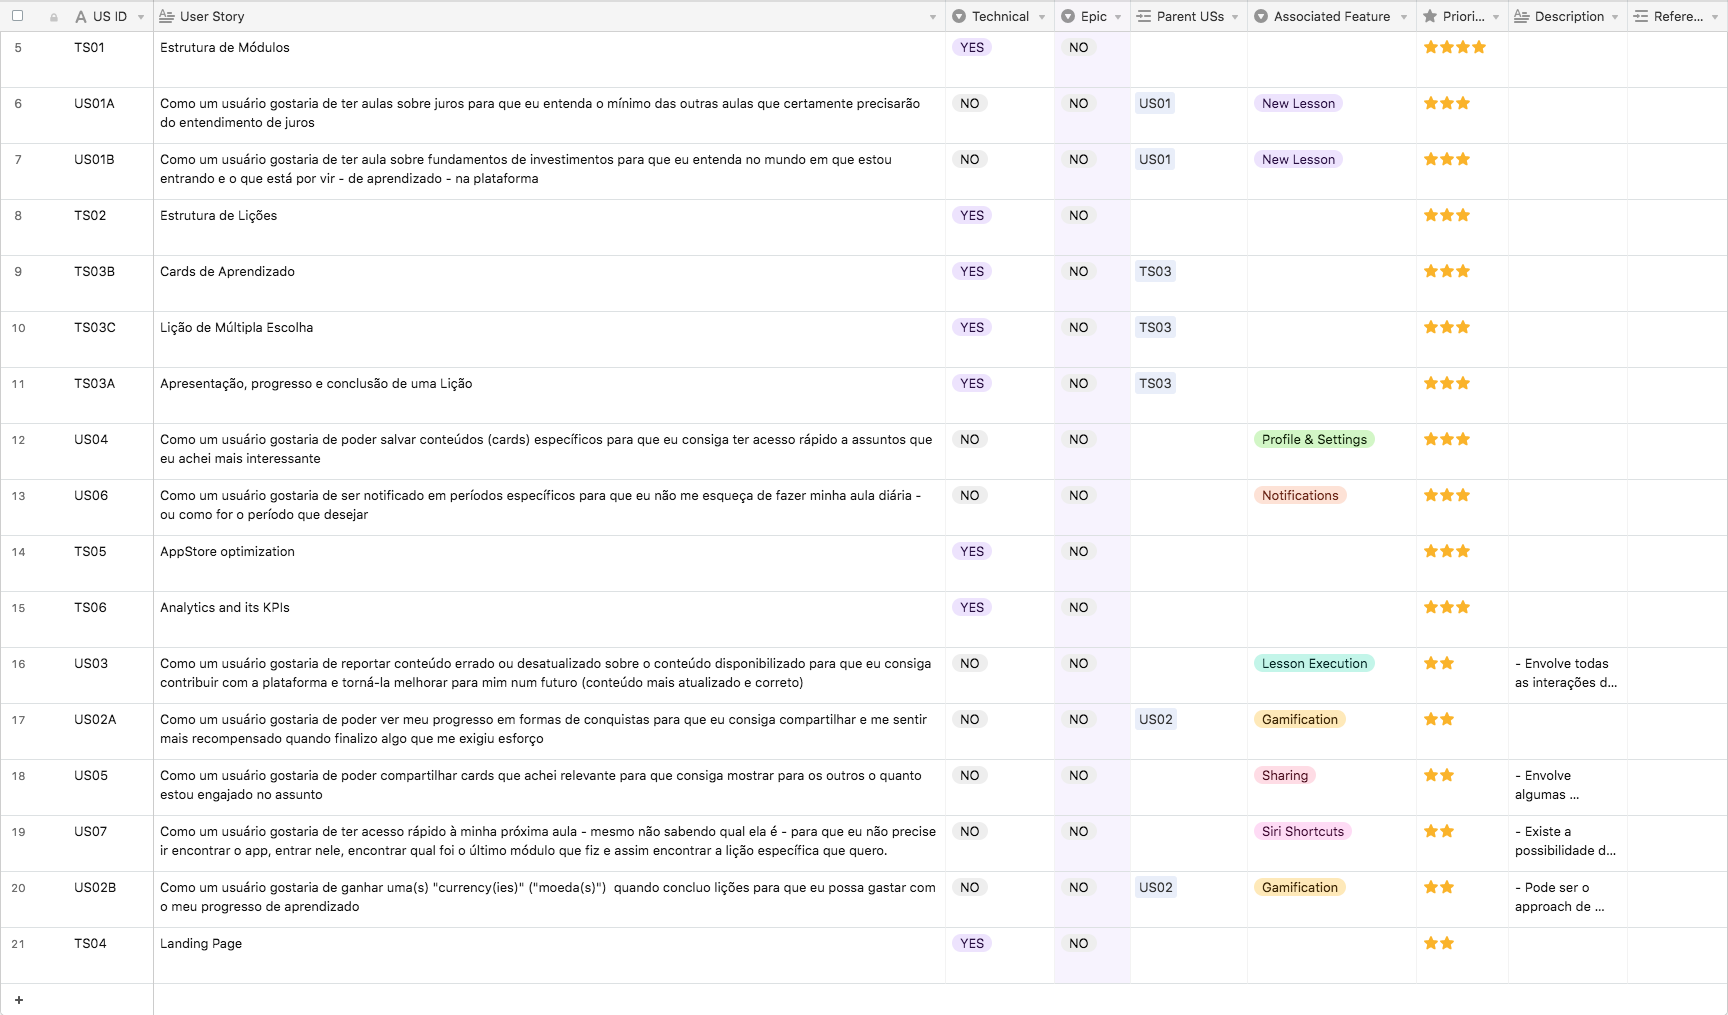 US ID User Story Technical Epic Parent USs Associated Feature Priori... Description Refere...
5 TS01 Estrutura de Módulos YES NO
6 US01A Como um usuário gostaria de ter aulas sobre juros para que eu entenda o mínimo das outras aulas que certamente precisarão NO NO US01 New Lesson
do entendimento de juros
7 US01B Como um usuário gostaria de ter aula sobre fundamentos de investimentos para que eu entenda no mundo em que estou NO NO US01 New Lesson
entrando e o que está por vir - de aprendizado - na plataforma
8 TS02 Estrutura de Lições YES NO
9 TS03B Cards de Aprendizado YES NO TS03
10 TS03C Lição de Múltipla Escolha YES NO TS03
11 TS03A Apresentação, progresso e conclusão de uma Lição YES NO TS03
12 US04 Como um usuário gostaria de poder salvar conteúdos (cards) específicos para que eu consiga ter acesso rápido a assuntos que NO NO Profile & Settings
eu achei mais interessante
13 US06 Como um usuário gostaria de ser notificado em períodos específicos para que eu não me esqueça de fazer minha aula diária - NO NO Notifications
ou como for o período que desejar
14 TS05 AppStore optimization YES NO
15 TS06 Analytics and its KPIs YES NO
16 US03 Como um usuário gostaria de reportar conteúdo errado ou desatualizado sobre o conteúdo disponibilizado para que eu consiga NO NO Lesson Execution - Envolve todas
contribuir com a plataforma e torná-la melhorar para mim num futuro (conteúdo mais atualizado e correto) as interações d...
17 US02A Como um usuário gostaria de poder ver meu progresso em formas de conquistas para que eu consiga compartilhar e me sentir NO NO US02 Gamification
mais recompensado quando finalizo algo que me exigiu esforço
18 US05 Como um usuário gostaria de poder compartilhar cards que achei relevante para que consiga mostrar para os outros o quanto NO NO Sharing - Envolve
estou engajado no assunto algumas ...
19 US07 Como um usuário gostaria de ter acesso rápido à minha próxima aula - mesmo não sabendo qual ela é - para que eu não precise NO NO Siri Shortcuts - Existe a
ir encontrar o app, entrar nele, encontrar qual foi o último módulo que fiz e assim encontrar a lição específica que quero. possibilidade d...
20 US02B Como um usuário gostaria de ganhar uma(s) "currency(ies)" ("moeda(s)") quando concluo lições para que eu possa gastar com NO NO US02 Gamification - Pode ser o
o meu progresso de aprendizado approach de ...
21 TS04 Landing Page YES NO
+